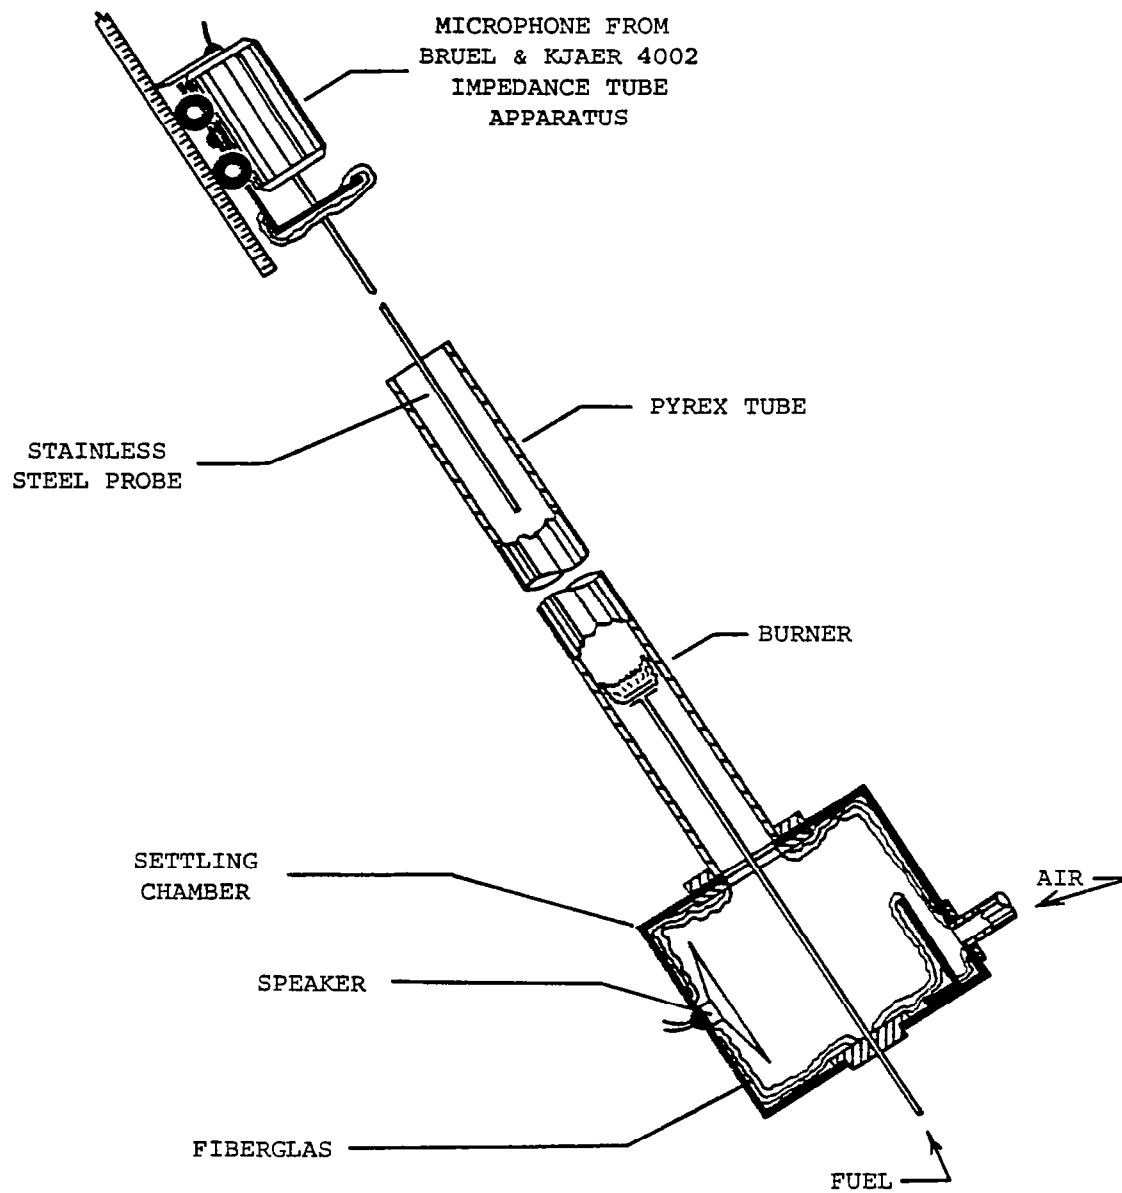 MICROPHONE FROM
BRUEL & KJAER 4002
IMPEDANCE TUBE
APPARATUS
PYREX TUBE
STAINLESS
STEEL PROBE
BURNER
SETTLING
CHAMBER
AIR
SPEAKER
FIBERGLAS
FUEL